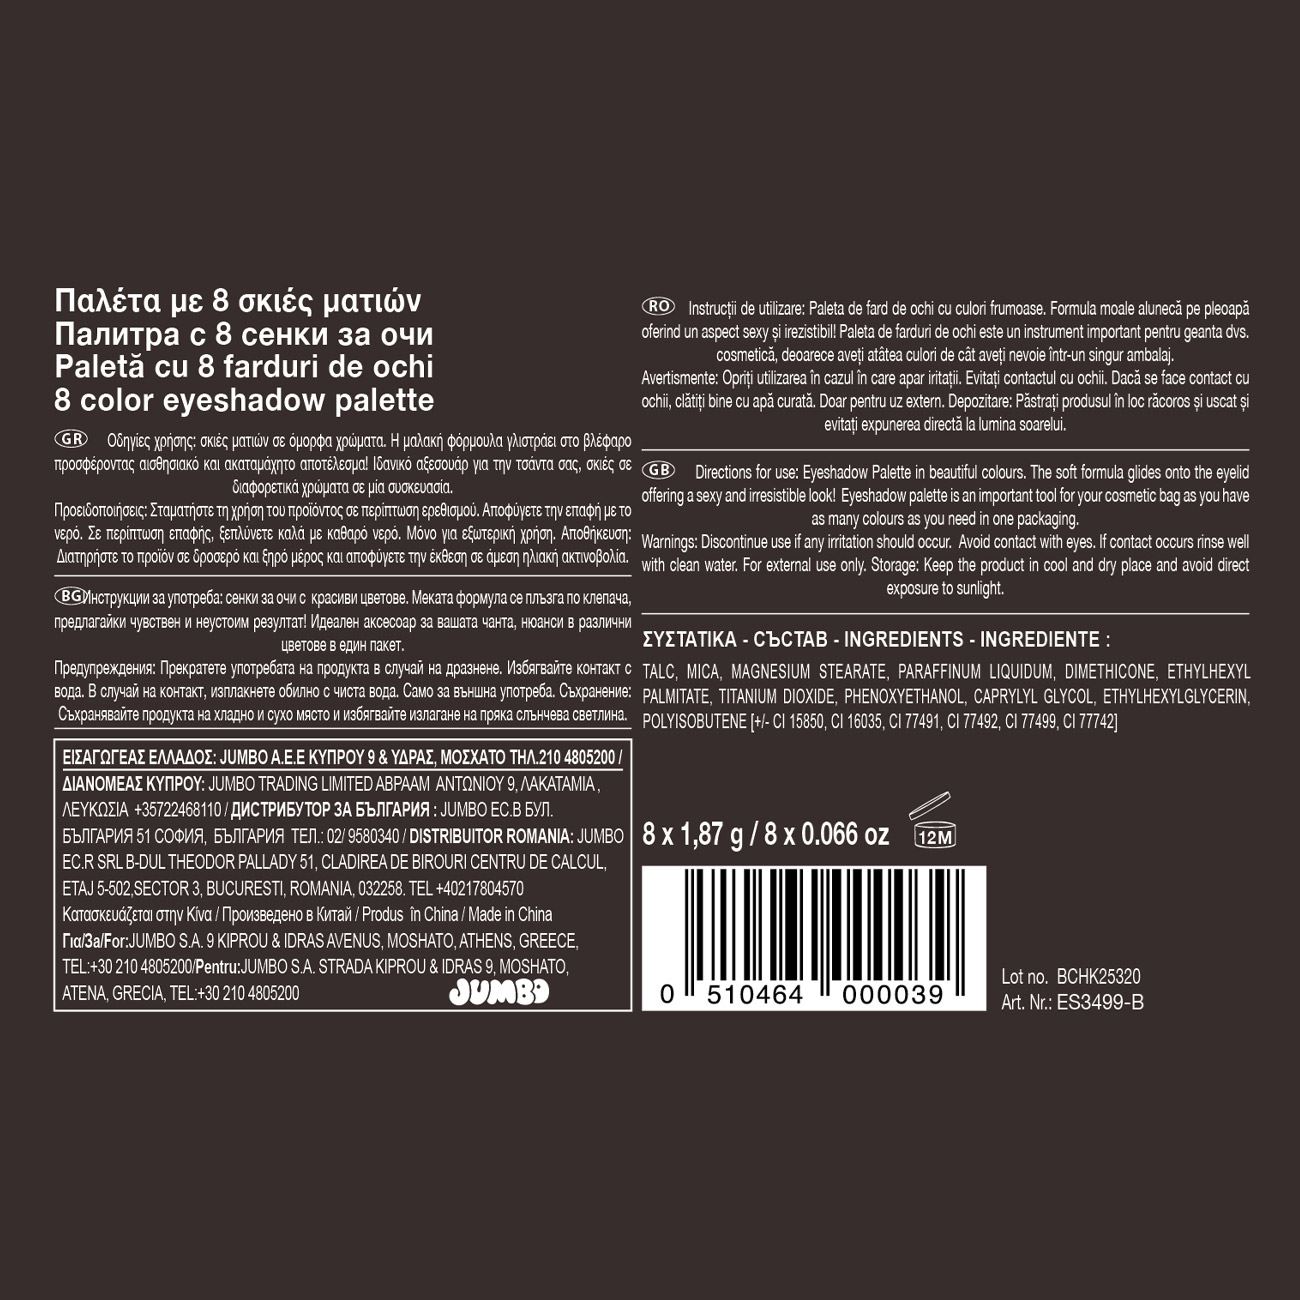 Παλέτα με 8 σκιές ματιών
Палитра с 8 сенки за очи
Paletă cu 8 farduri de ochi
8 color eyeshadow palette
GR Οδηγίες χρήσης: σκιές ματιών σε όμορφα χρώματα. Η μαλακή φόρμουλα γλιστράει στο βλέφαρο
προσφέροντας αισθησιακό και ακαταμάχητο αποτέλεσμα! Ιδανικό αξεσουάρ για την τσάντα σας, σκιές σε
διαφορετικά χρώματα σε μία συσκευασία.
Προειδοποιήσεις: Σταματήστε τη χρήση του προϊόντος σε περίπτωση ερεθισμού. Αποφύγετε την επαφή με το
νερό. Σε περίπτωση επαφής, ξεπλύνετε καλά με καθαρό νερό. Μόνο για εξωτερική χρήση. Αποθήκευση:
Διατηρήστε το προϊόν σε δροσερό και ξηρό μέρος και αποφύγετε την έκθεση σε άμεση ηλιακή ακτινοβολία.
BG Инструкции за употреба: сенки за очи с красиви цветове. Меката формула се плъзга по клепача,
предлагайки чувствен и неустоим резултат! Идеален аксесоар за вашата чанта, нюанси в различни
цветове в един пакет.
Предупреждения: Прекратете употребата на продукта в случай на дразнене. Избягвайте контакт с
вода. В случай на контакт, изплакнете обилно с чиста вода. Само за външна употреба. Съхранение:
Съхранявайте продукта на хладно и сухо място и избягвайте излагане на пряка слънчева светлина.
ΕΙΣΑΓΩΓΕΑΣ ΕΛΛΑΔΟΣ: JUMBO A.E.E ΚΥΠΡΟΥ 9 & ΥΔΡΑΣ, ΜΟΣΧΑΤΟ ΤΗΛ.210 4805200 /
ΔΙΑΝΟΜΕΑΣ ΚΥΠΡΟΥ: JUMBO TRADING LIMITED ΑΒΡΑΑΜ ΑΝΤΩΝΙΟΥ 9, ΛΑΚΑΤΑΜΙΑ ,
ΛΕΥΚΩΣΙΑ +35722468110 / ДИСТРИБУТОР ЗА БЪЛГАРИЯ : JUMBO EC.B БУЛ.
БЪЛГАРИЯ 51 СОФИЯ, БЪЛГАРИЯ ТЕЛ.: 02/ 9580340 / DISTRIBUITOR ROMANIA: JUMBO
EC.R SRL B-DUL THEODOR PALLADY 51, CLADIREA DE BIROURI CENTRU DE CALCUL,
ETAJ 5-502,SECTOR 3, BUCURESTI, ROMANIA, 032258. TEL +40217804570
Κατασκευάζεται στην Κίνα / Произведено в Китай / Produs în China / Made in China
Για/За/For:JUMBO S.A. 9 KIPROU & IDRAS AVENUS, MOSHATO, ATHENS, GREECE,
TEL:+30 210 4805200/Pentru:JUMBO S.A. STRADA KIPROU & IDRAS 9, MOSHATO,
ATENA, GRECIA, TEL:+30 210 4805200
JUMBO
RO Instrucții de utilizare: Paleta de fard de ochi cu culori frumoase. Formula moale alunecă pe pleoapă
oferind un aspect sexy și irezistibil! Paleta de farduri de ochi este un instrument important pentru geanta dvs.
cosmetică, deoarece aveți atâtea culori de cât aveți nevoie într-un singur ambalaj.
Avertismente: Opriți utilizarea în cazul în care apar iritații. Evitați contactul cu ochii. Dacă se face contact cu
ochii, clătiți bine cu apă curată. Doar pentru uz extern. Depozitare: Păstrați produsul în loc răcoros și uscat și
evitați expunerea directă la lumina soarelui.
GB Directions for use: Eyeshadow Palette in beautiful colours. The soft formula glides onto the eyelid
offering a sexy and irresistible look! Eyeshadow palette is an important tool for your cosmetic bag as you have
as many colours as you need in one packaging.
Warnings: Discontinue use if any irritation should occur. Avoid contact with eyes. If contact occurs rinse well
with clean water. For external use only. Storage: Keep the product in cool and dry place and avoid direct
exposure to sunlight.
ΣΥΣΤΑΤΙΚΑ - СЪСТАВ - INGREDIENTS - INGREDIENTE :
TALC, MICA, MAGNESIUM STEARATE, PARAFFINUM LIQUIDUM, DIMETHICONE, ETHYLHEXYL
PALMITATE, TITANIUM DIOXIDE, PHENOXYETHANOL, CAPRYLYL GLYCOL, ETHYLHEXYLGLYCERIN,
POLYISOBUTENE [+/- CI 15850, CI 16035, CI 77491, CI 77492, CI 77499, CI 77742]
8 x 1,87 g / 8 x 0.066 oz
12M
0 510464 000039
Lot no. BCHK25320
Art. Nr.: ES3499-B